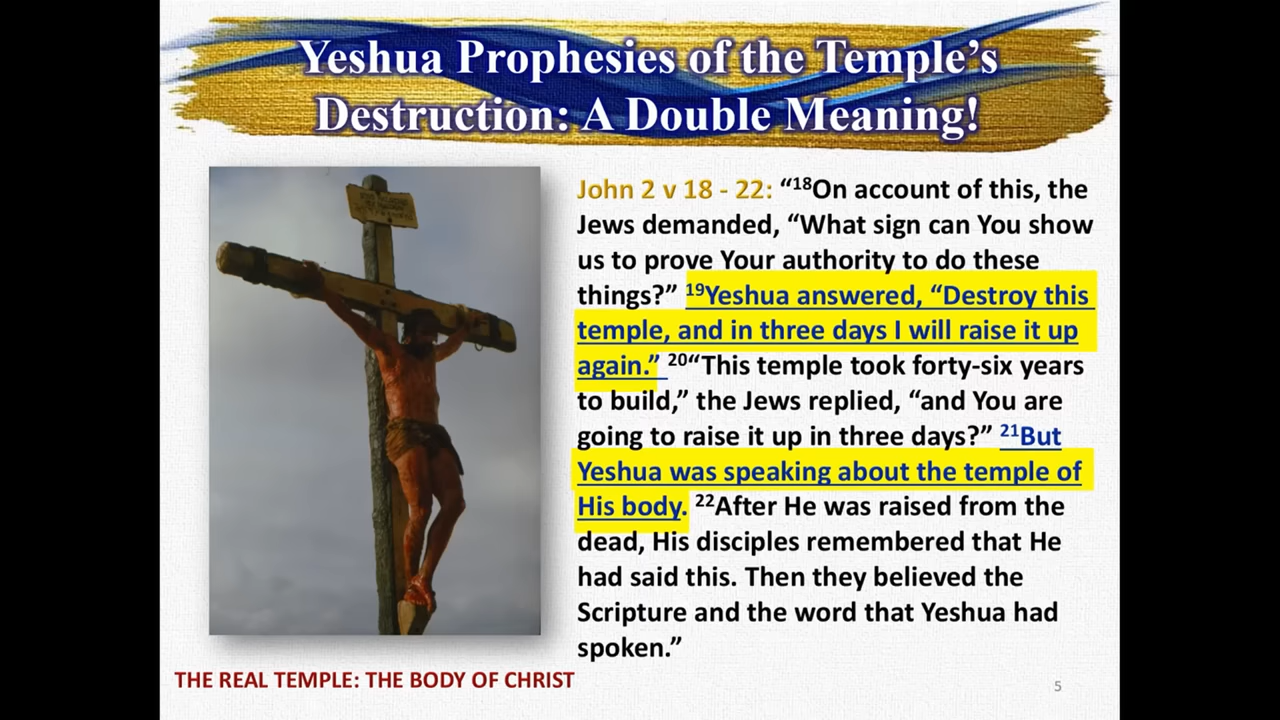 Yeshua Prophesies of the Temple’s
Destruction: A Double Meaning!
John 2 v 18 - 22: “¹⁸On account of this, the
Jews demanded, “What sign can You show
us to prove Your authority to do these
things?” ¹⁹Yeshua answered, “Destroy this
temple, and in three days I will raise it up
again.” ²⁰“This temple took forty-six years
to build,” the Jews replied, “and You are
going to raise it up in three days?” ²¹But
Yeshua was speaking about the temple of
His body. ²²After He was raised from the
dead, His disciples remembered that He
had said this. Then they believed the
Scripture and the word that Yeshua had
spoken.”
THE REAL TEMPLE: THE BODY OF CHRIST
5